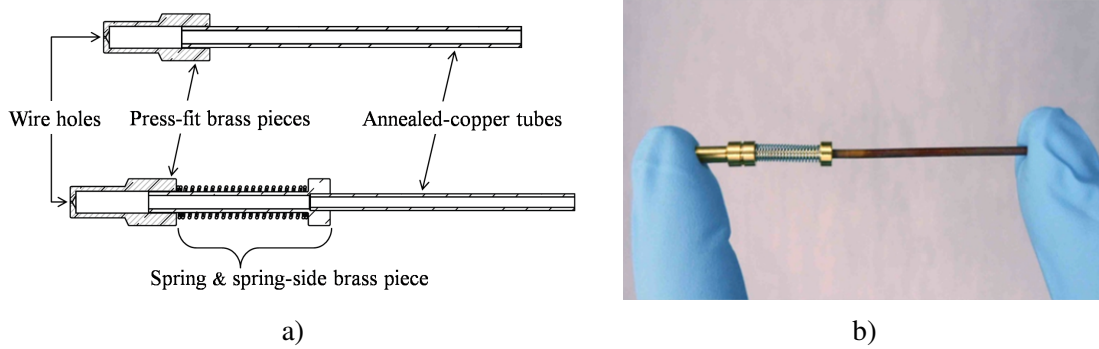 Wire holes
Press-fit brass pieces
Annealed-copper tubes
Spring & spring-side brass piece
a)
b)